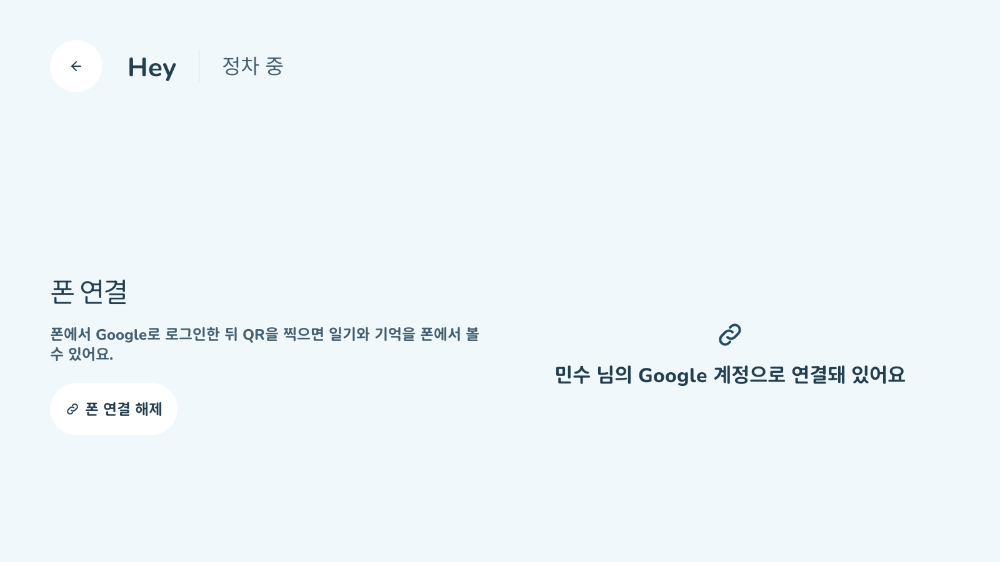 Hey
정차 중
폰 연결
폰에서 Google로 로그인한 뒤 QR을 찍으면 일기와 기억을 폰에서 볼
수 있어요.
폰 연결 해제
민수 님의 Google 계정으로 연결돼 있어요